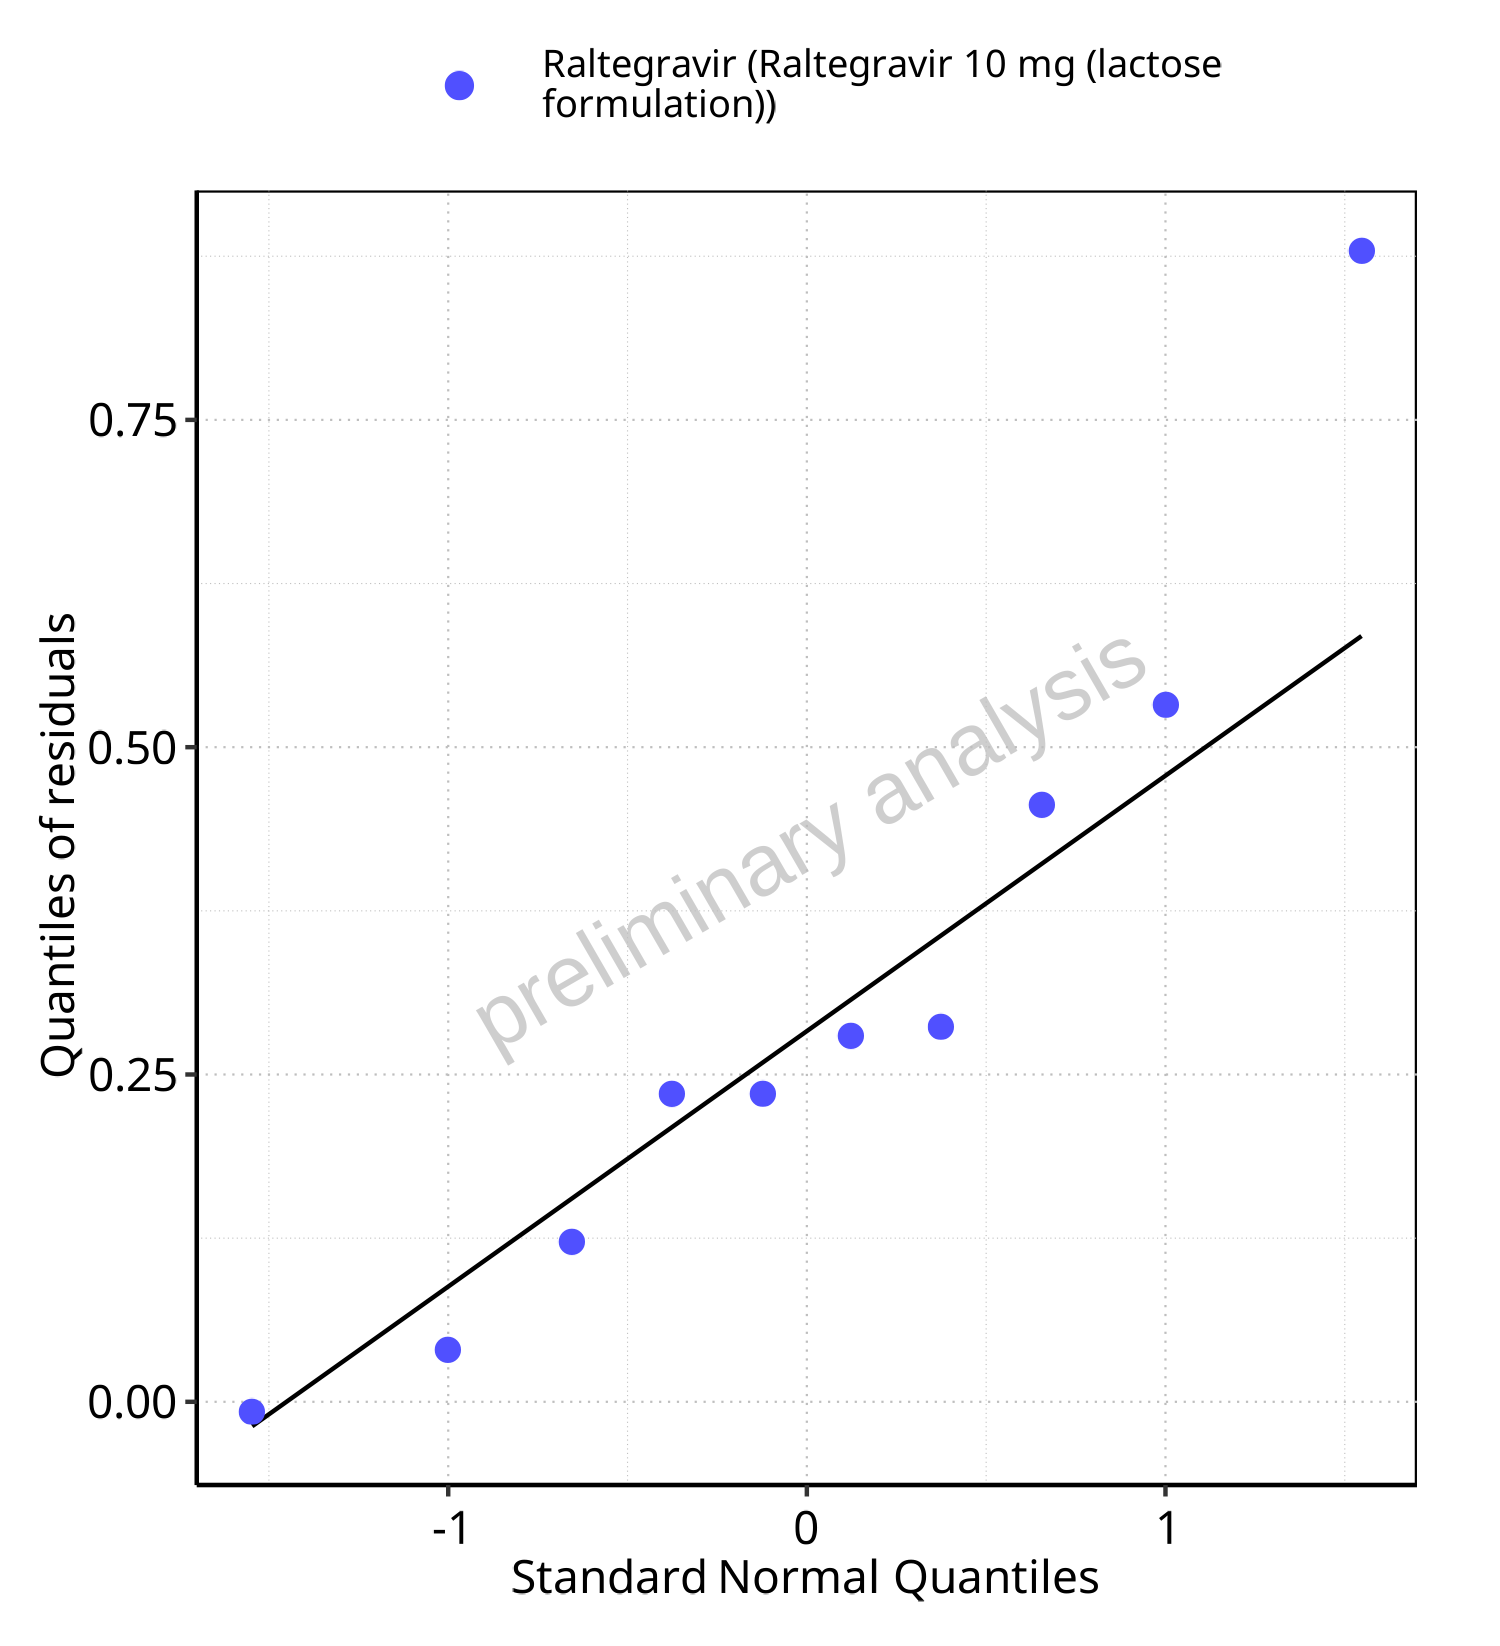 Raltegravir (Raltegravir 10 mg (lactose
formulation))
0.75
0.50
0.25
0.00
Quantiles of residuals
preliminary analysis
-1
0
1
Standard Normal Quantiles